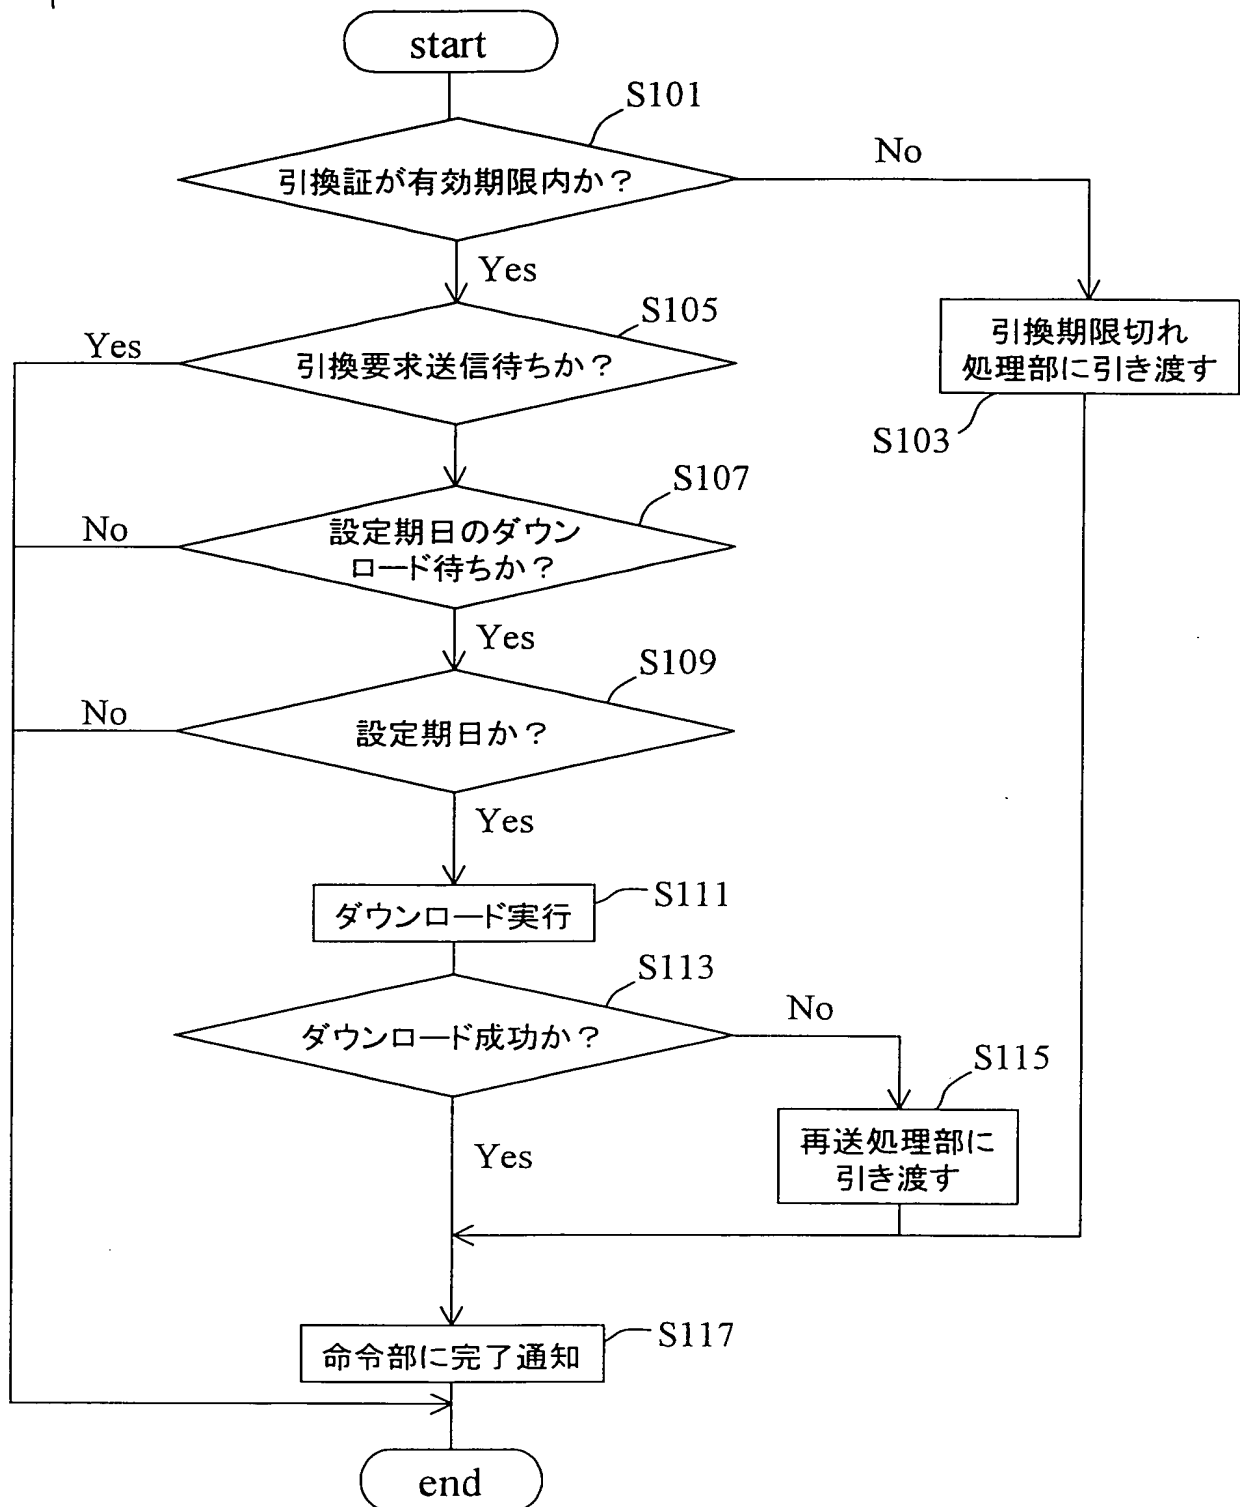 start
S101
引換証が有効期限内か？
No
Yes
S105
Yes
引換要求送信待ちか？
引換期限切れ
処理部に引き渡す
S103
S107
No
設定期日のダウン
ロード待ちか？
Yes
S109
No
設定期日か？
Yes
S111
ダウンロード実行
S113
No
ダウンロード成功か？
S115
再送処理部に
引き渡す
Yes
S117
命令部に完了通知
end